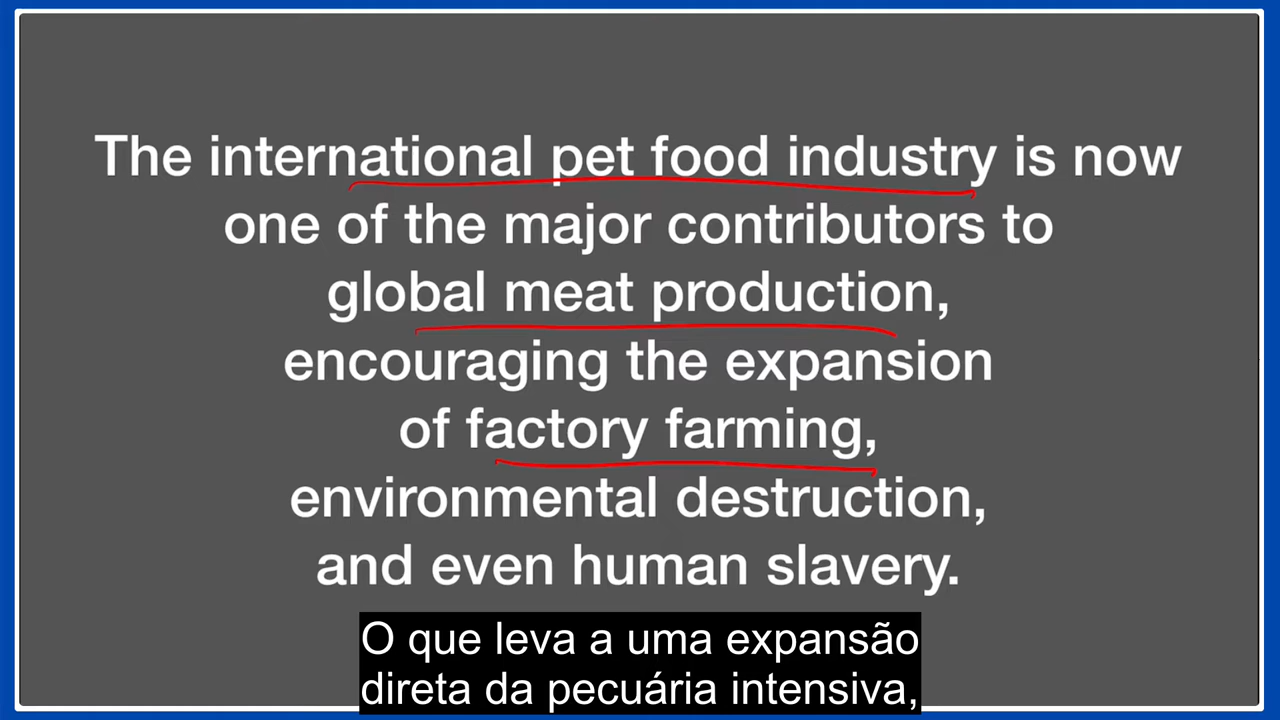 The international pet food industry is now
one of the major contributors to
global meat production,
encouraging the expansion
of factory farming,
environmental destruction,
and even human slavery.
O que leva a uma expansão
direta da pecuária intensiva,